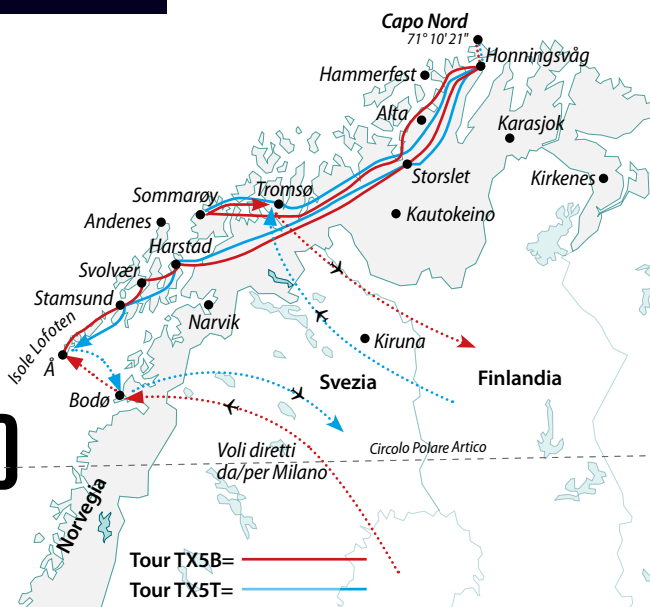 Capo Nord
71° 10' 21"
Honningsvåg
Hammerfest
Alta
Karasjok
Storslet
Kirkenes
Sommarøy
Tromsø
Andenes
Kautokeino
Harstad
Svolvær
Stamsund
Isole Lofoten
Narvik
Kiruna
Å
Svezia
Finlandia
Bodø
Voli diretti
da/per Milano
Circolo Polare Artico
Norvegia
Tour TX5B=
Tour TX5T=